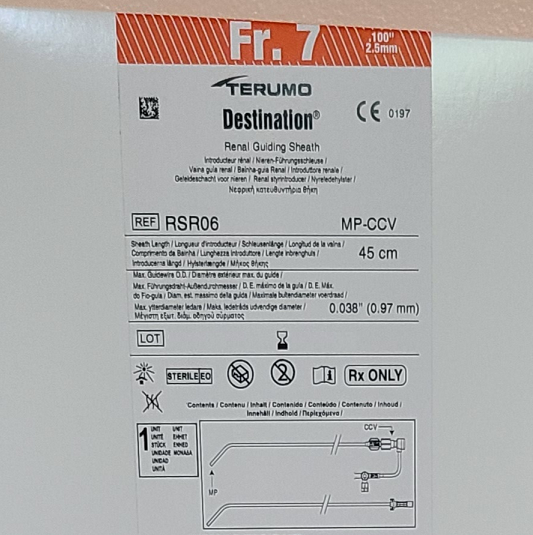 Fr. 7 .100" 2.5mm
TERUMO
Destination®
CE 0197
Renal Guiding Sheath
Introducteur rénal / Nieren-Führungsschleuse /
Vaina guía renal / Bainha-guia Renal / Introduttore renale /
Geleideschacht voor nieren / Renal styrintroducer / Nyreledehylster /
Νεφρική κατευθυντήρια θήκη
REF RSR06 MP-CCV
Sheath Length / Longueur d'introducteur / Schleusenlänge / Longitud de la vaina /
Comprimento da Bainha / Lunghezza Introduttore / Lengte inbrenghuls /
Introducerns längd / Hylsterlængde / Μήκος θήκης
45 cm
Max. Guidewire O.D. / Diamètre extérieur max. du guide /
Max. Führungsdraht-Außendurchmesser / D.E. máximo de la guía / D.E. Máx.
do Fio-guia / Diam. est. massimo della guida / Maximale buitendiameter voerdraad /
Max. ytterdiameter ledare / Maks. ledetråds udvendige diameter /
Μέγιστη εξωτ. διάμ. οδηγού σύρματος
0.038" (0.97 mm)
LOT
STERILE EO 2 i Rx ONLY
Contents / Contenu / Inhalt / Contenido / Conteúdo / Contenuto / Inhoud /
Innehåll / Indhold / Περιεχόμενο /
1 UNIT UNIT
UNITÉ ENHET
STÜCK ENHED
UNIDADE ΜΟΝΑΔΑ
UNIDAD
UNITÀ
CCV
MP